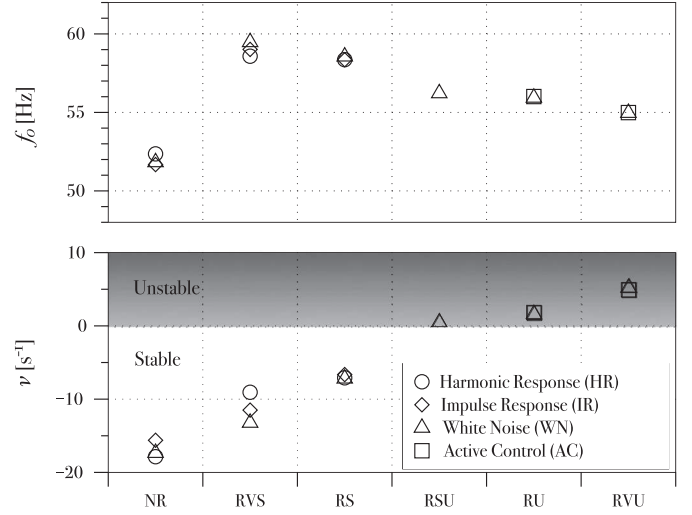 60
55
50
fo [Hz]
10
0
−10
−20
ν [s⁻¹]
Unstable
Stable
Harmonic Response (HR)
Impulse Response (IR)
White Noise (WN)
Active Control (AC)
NR RVS RS RSU RU RVU